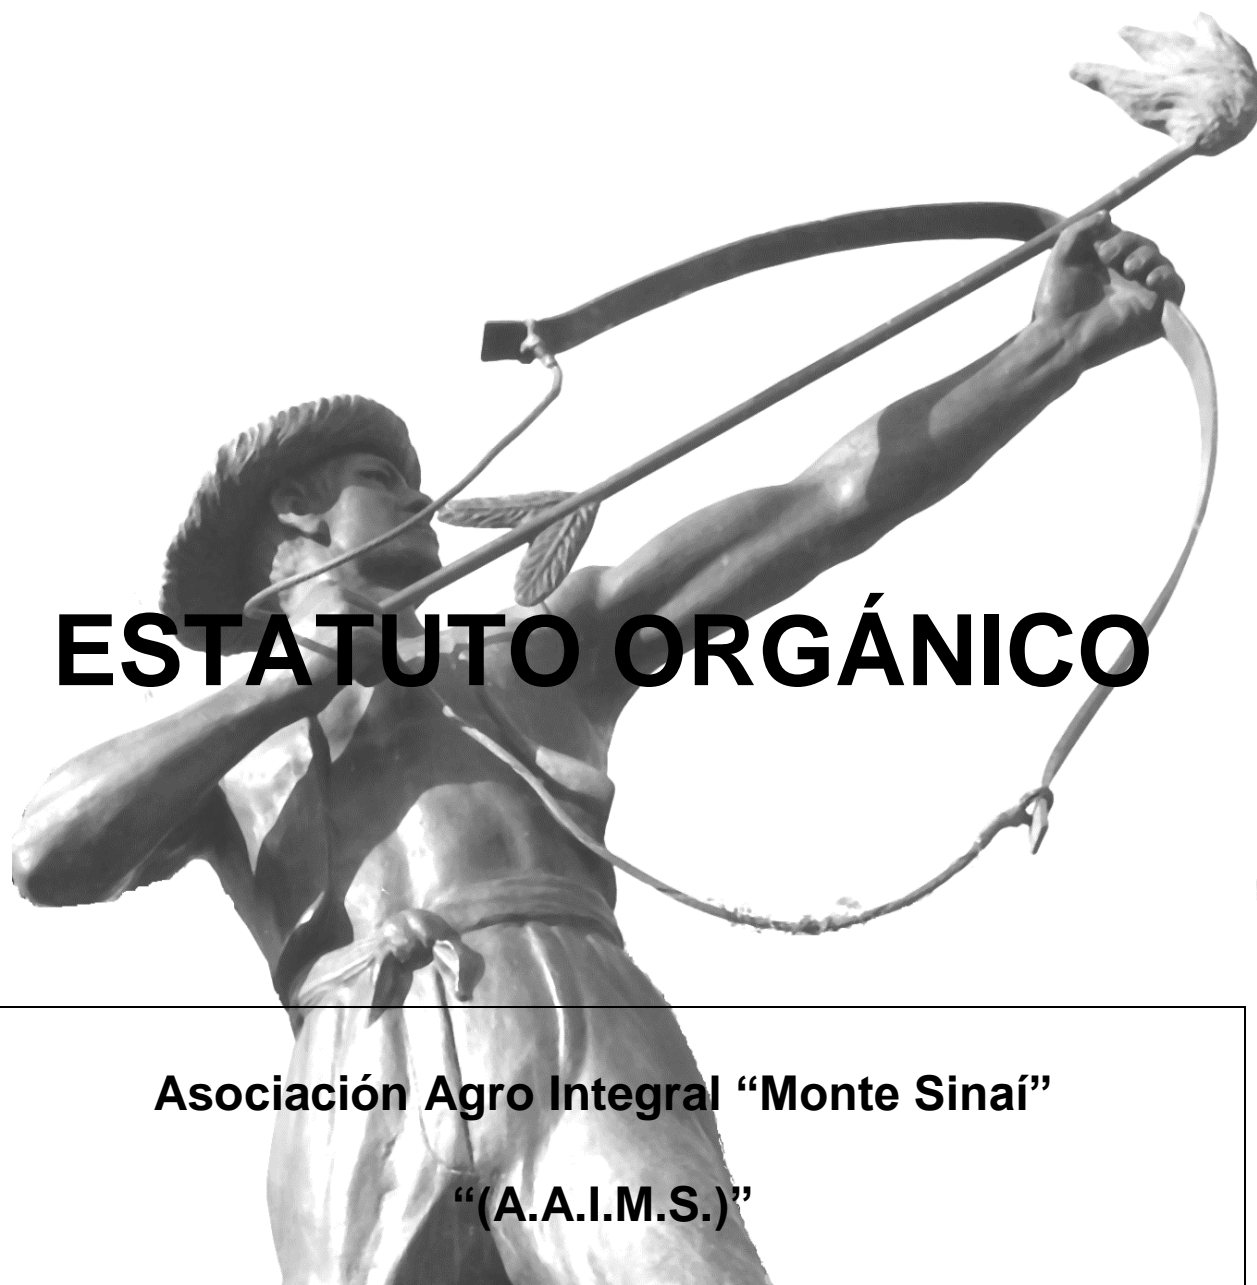 ESTATUTO ORGÁNICO
Asociación Agro Integral “Monte Sinaí”
“(A.A.I.M.S.)”